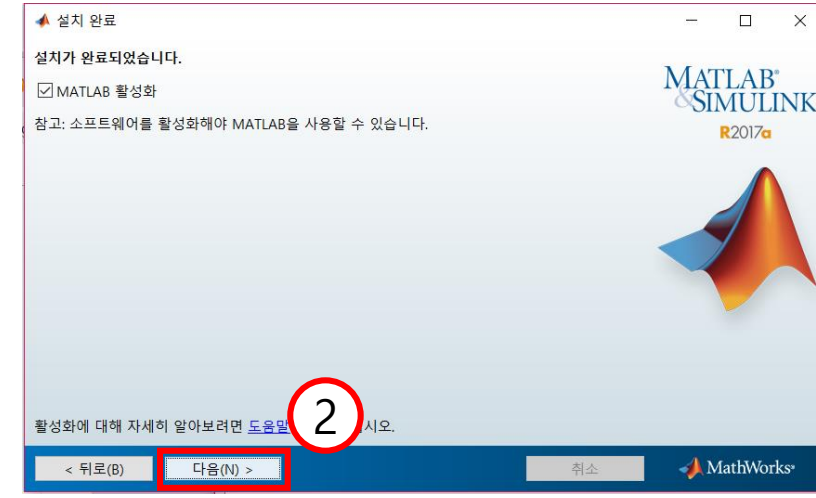 설치 완료
설치가 완료되었습니다.
MATLAB 활성화
참고: 소프트웨어를 활성화해야 MATLAB을 사용할 수 있습니다.
MATLAB®
&SIMULINK
R2017a
활성화에 대해 자세히 알아보려면 도움말 시오.
2
< 뒤로(B) 다음(N) > 취소 MathWorks®